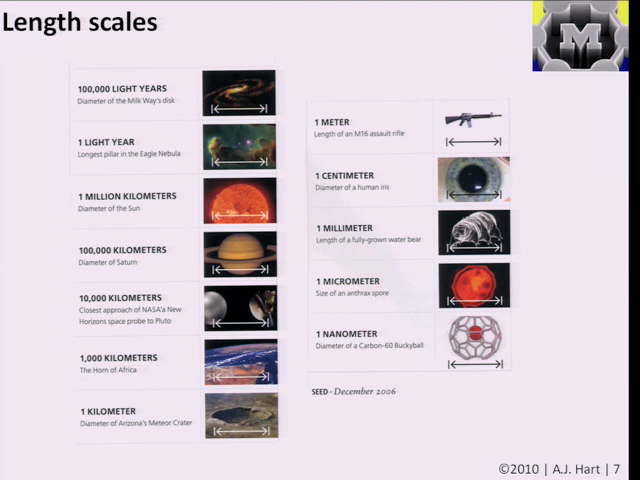 Length scales
M
100,000 LIGHT YEARS
Diameter of the Milk Way's disk
1 LIGHT YEAR
Longest pillar in the Eagle Nebula
1 MILLION KILOMETERS
Diameter of the Sun
100,000 KILOMETERS
Diameter of Saturn
10,000 KILOMETERS
Closest approach of NASA'a New
Horizons space probe to Pluto
1,000 KILOMETERS
The Horn of Africa
1 KILOMETER
Diameter of Arizona's Meteor Crater
1 METER
Length of an M16 assault rifle
1 CENTIMETER
Diameter of a human iris
1 MILLIMETER
Length of a fully-grown water bear
1 MICROMETER
Size of an anthrax spore
1 NANOMETER
Diameter of a Carbon-60 Buckyball
SEED • December 2006
©2010 | A.J. Hart | 7